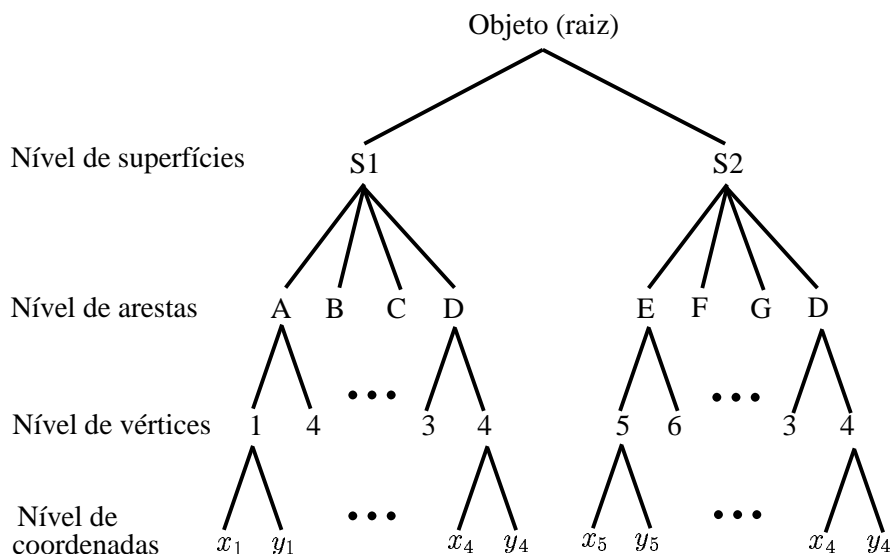 Objeto (raiz)
Nível de superfícies S1 S2
Nível de arestas A B C D E F G D
Nível de vértices 1 4 3 4 5 6 3 4
Nível de
coordenadas x₁ y₁ x₄ y₄ x₅ y₅ x₄ y₄